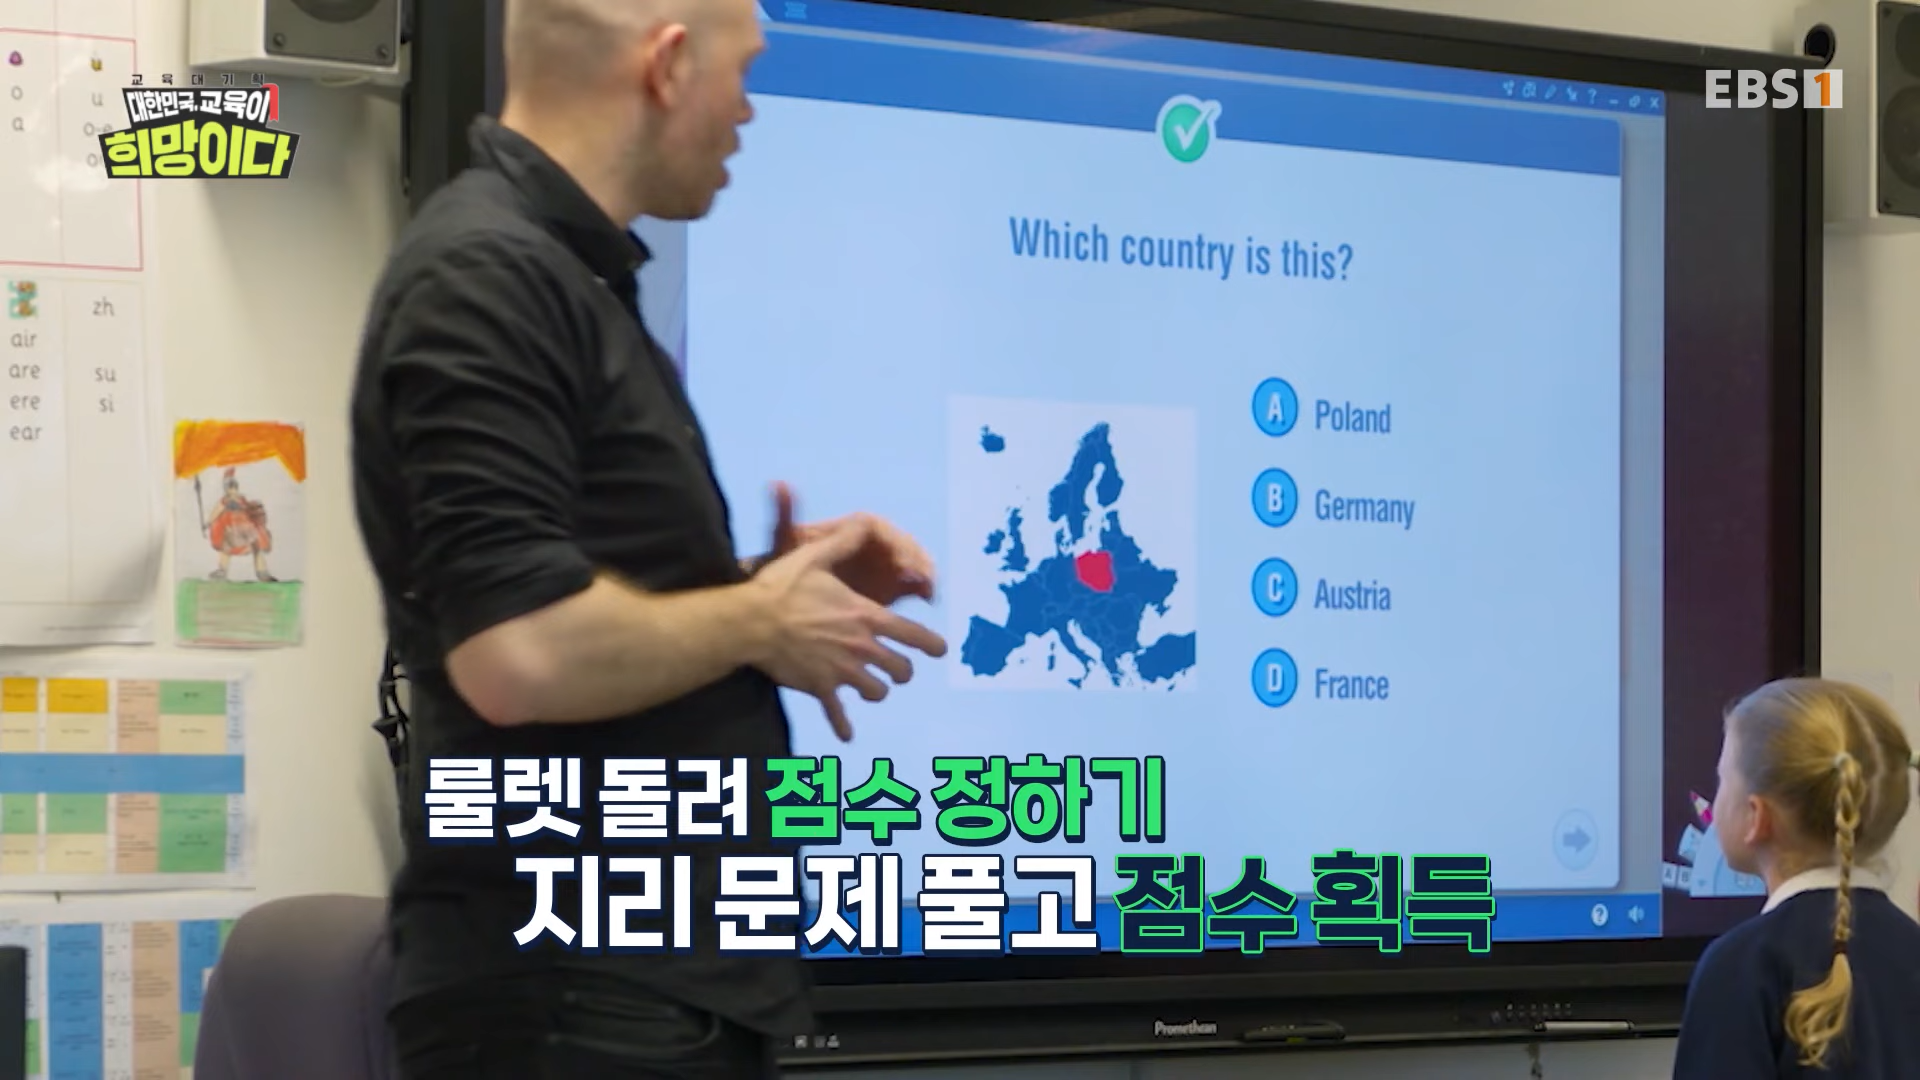 교육대기획
대한민국, 교육이
희망이다
EBS1
o
u
a
o-e
zh
air
are
su
ere
si
ear
Which country is this?
A Poland
B Germany
C Austria
D France
룰렛 돌려 점수 정하기
지리 문제 풀고 점수 획득
Promethean